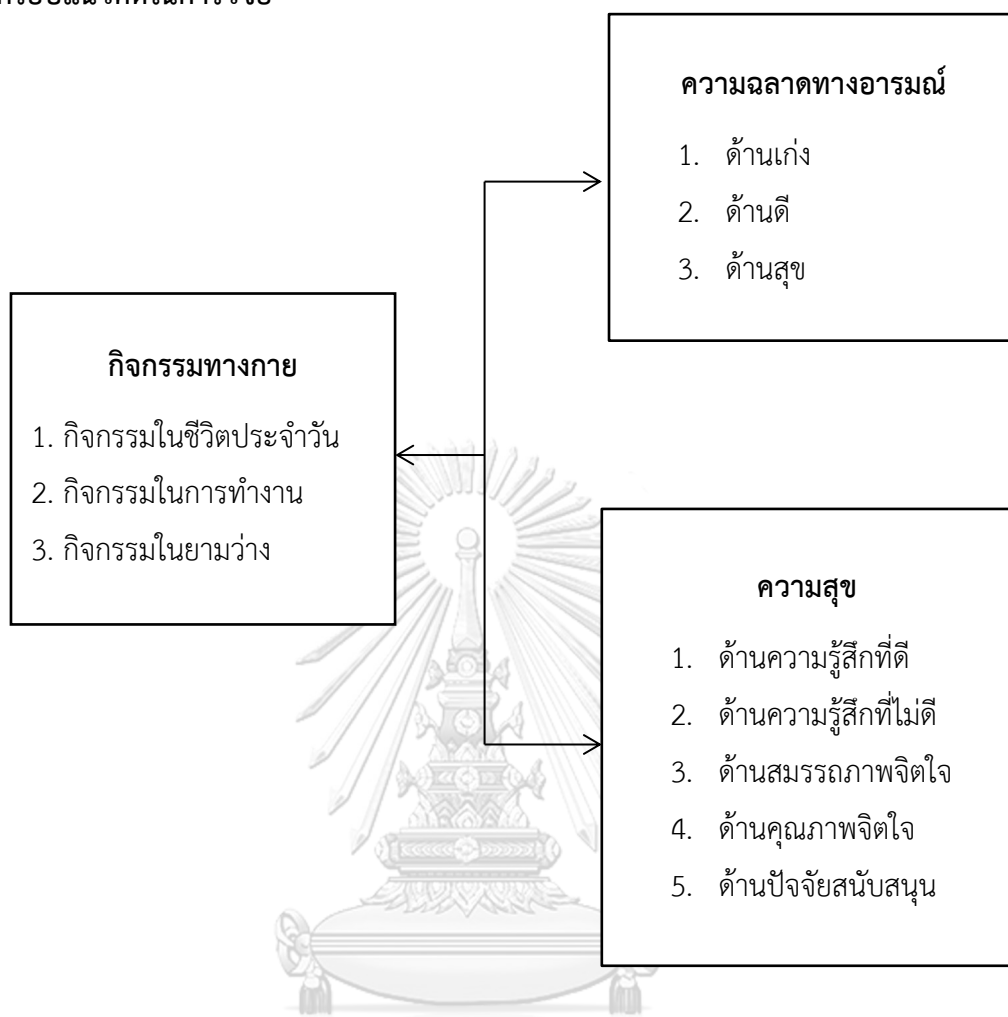 กิจกรรมทางกาย
1. กิจกรรมในชีวิตประจำวัน
2. กิจกรรมในการทำงาน
3. กิจกรรมในยามว่าง
ความฉลาดทางอารมณ์
1. ด้านเก่ง
2. ด้านดี
3. ด้านสุข
ความสุข
1. ด้านความรู้สึกที่ดี
2. ด้านความรู้สึกที่ไม่ดี
3. ด้านสมรรถภาพจิตใจ
4. ด้านคุณภาพจิตใจ
5. ด้านปัจจัยสนับสนุน